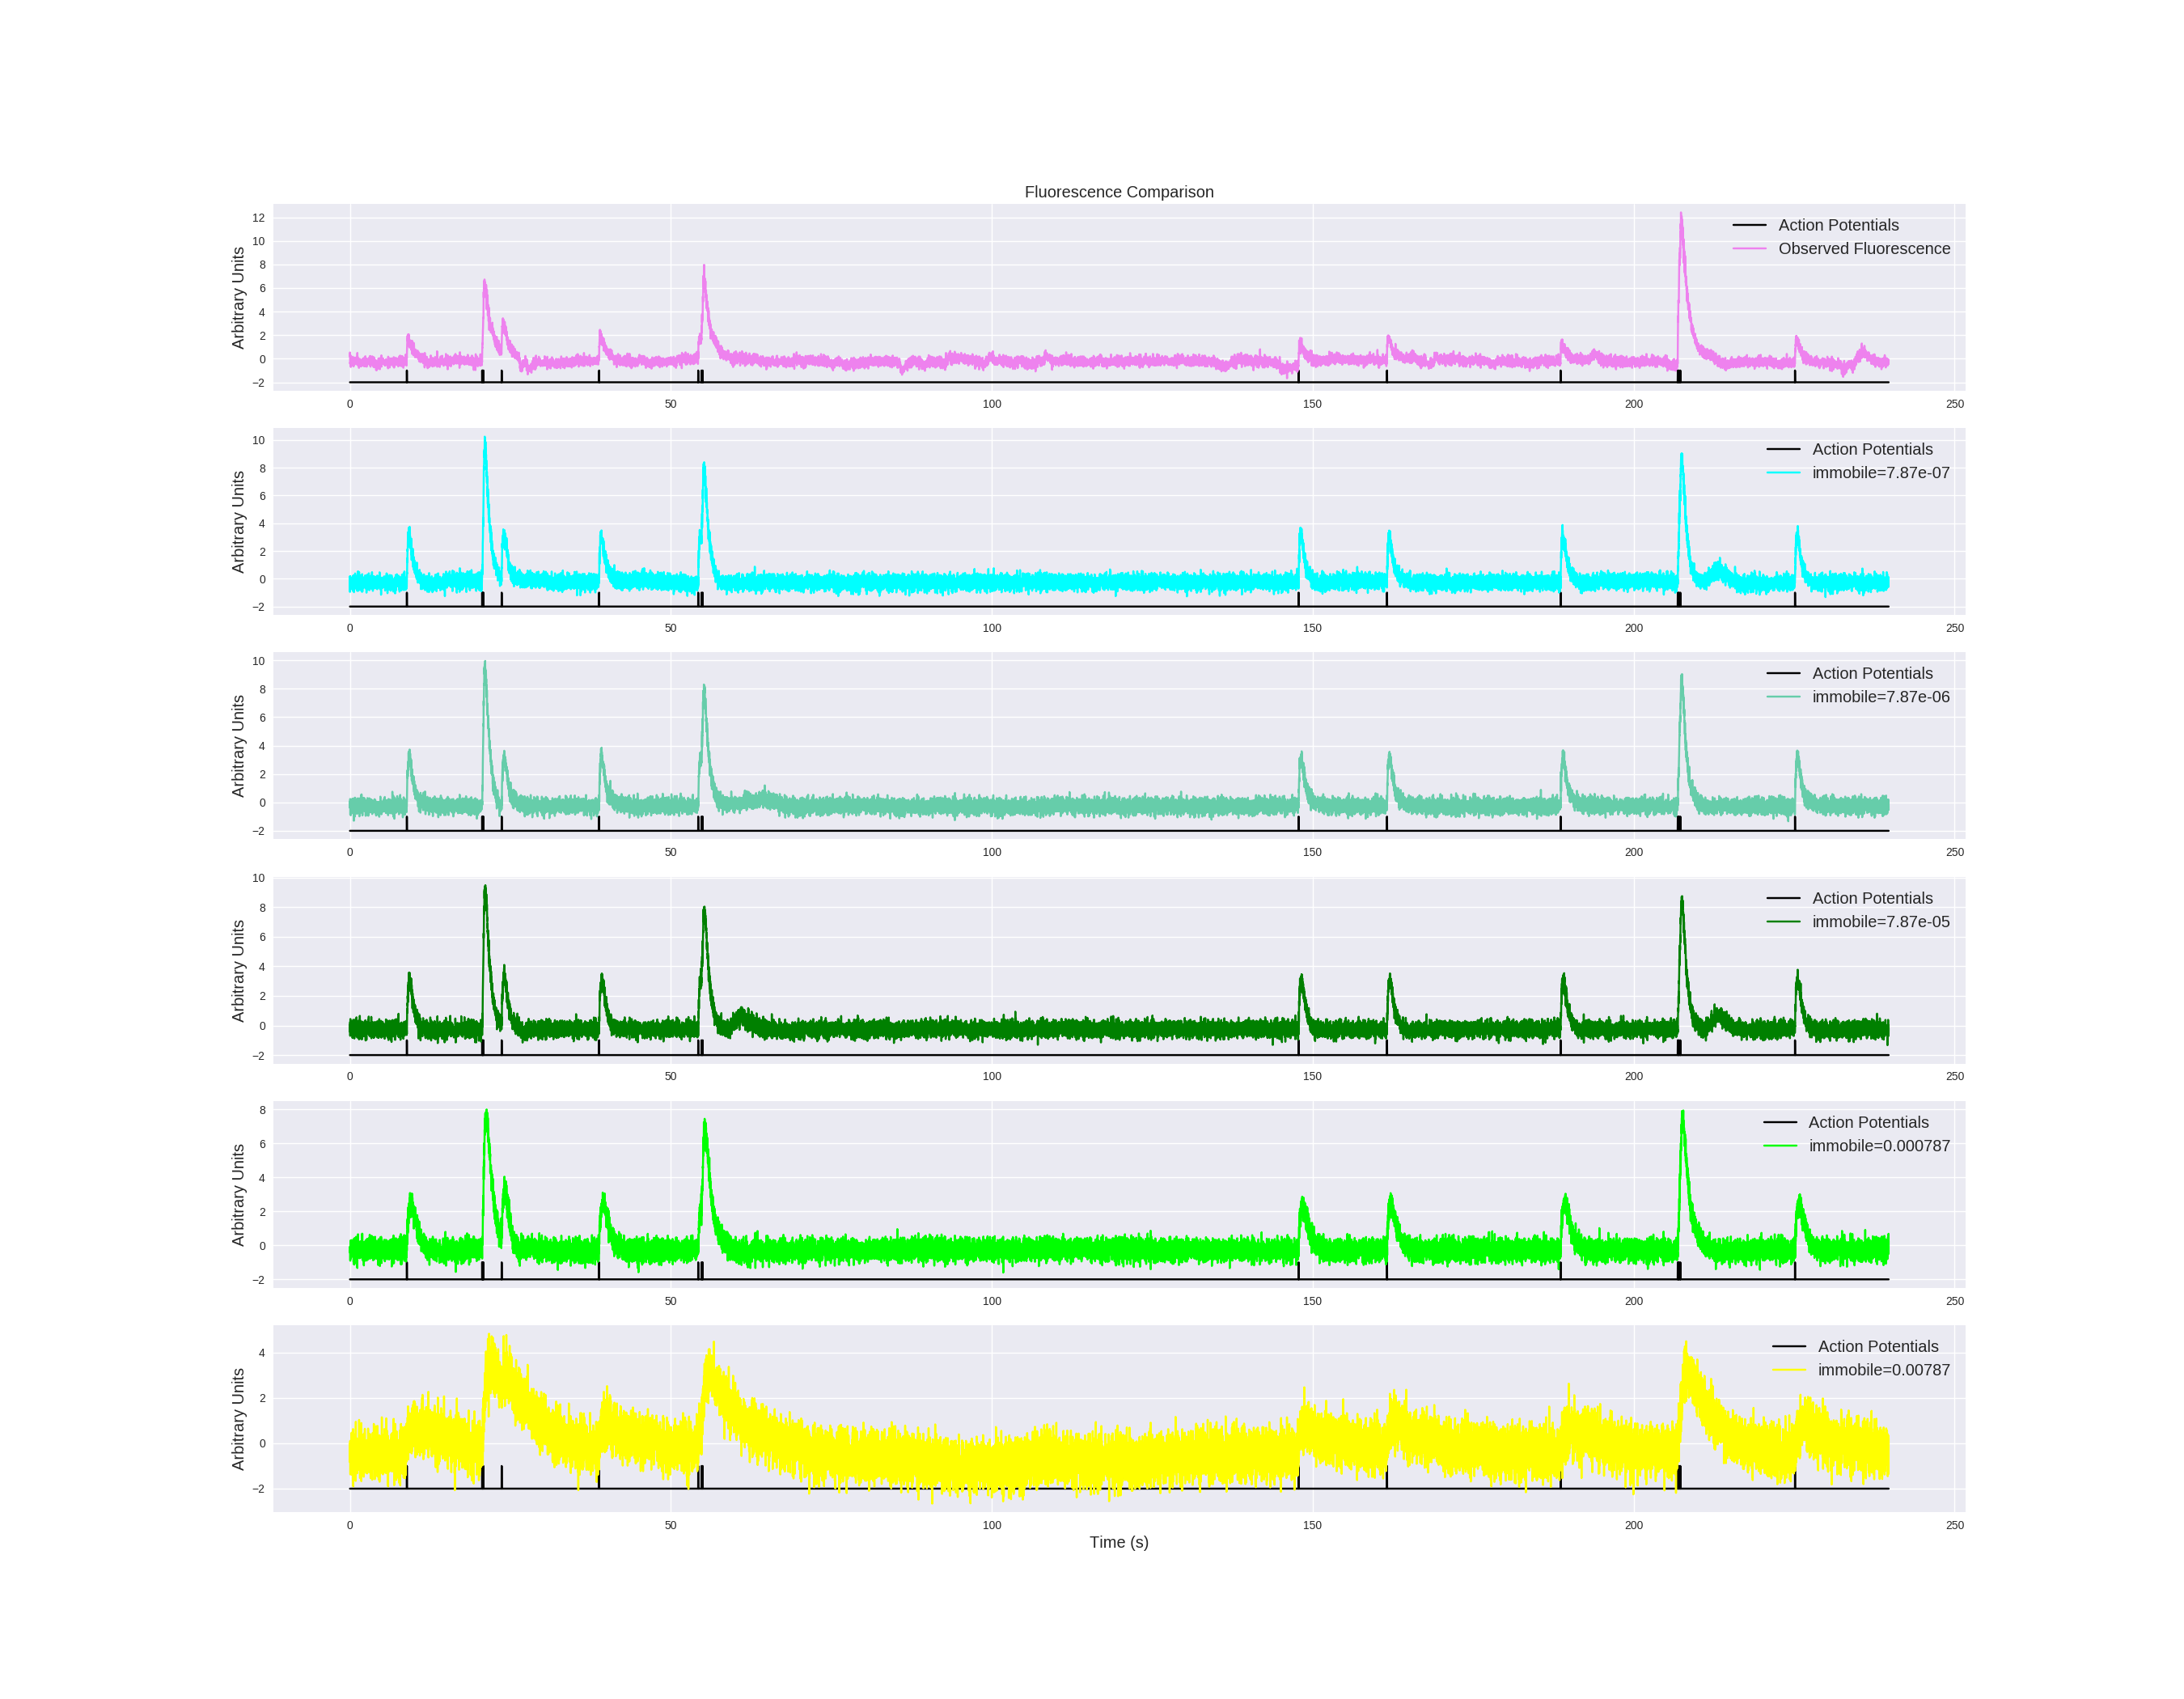 Fluorescence Comparison
Arbitrary Units
12
10
8
6
4
2
0
−2
Action Potentials
Observed Fluorescence
0 50 100 150 200 250
Arbitrary Units
10
8
6
4
2
0
−2
Action Potentials
immobile=7.87e-07
0 50 100 150 200 250
Arbitrary Units
10
8
6
4
2
0
−2
Action Potentials
immobile=7.87e-06
0 50 100 150 200 250
Arbitrary Units
10
8
6
4
2
0
−2
Action Potentials
immobile=7.87e-05
0 50 100 150 200 250
Arbitrary Units
8
6
4
2
0
−2
Action Potentials
immobile=0.000787
0 50 100 150 200 250
Arbitrary Units
4
2
0
−2
Action Potentials
immobile=0.00787
0 50 100 150 200 250
Time (s)